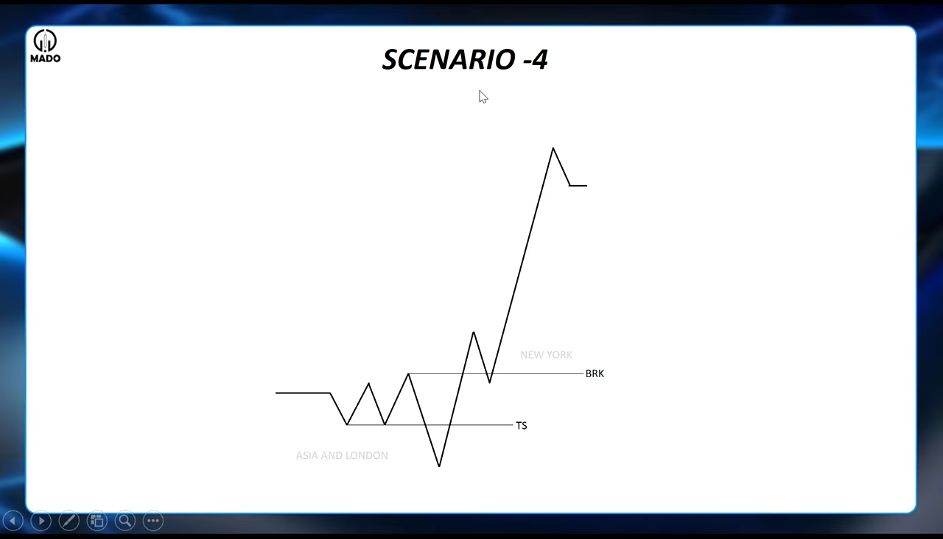 MADO
SCENARIO -4
NEW YORK
BRK
TS
ASIA AND LONDON